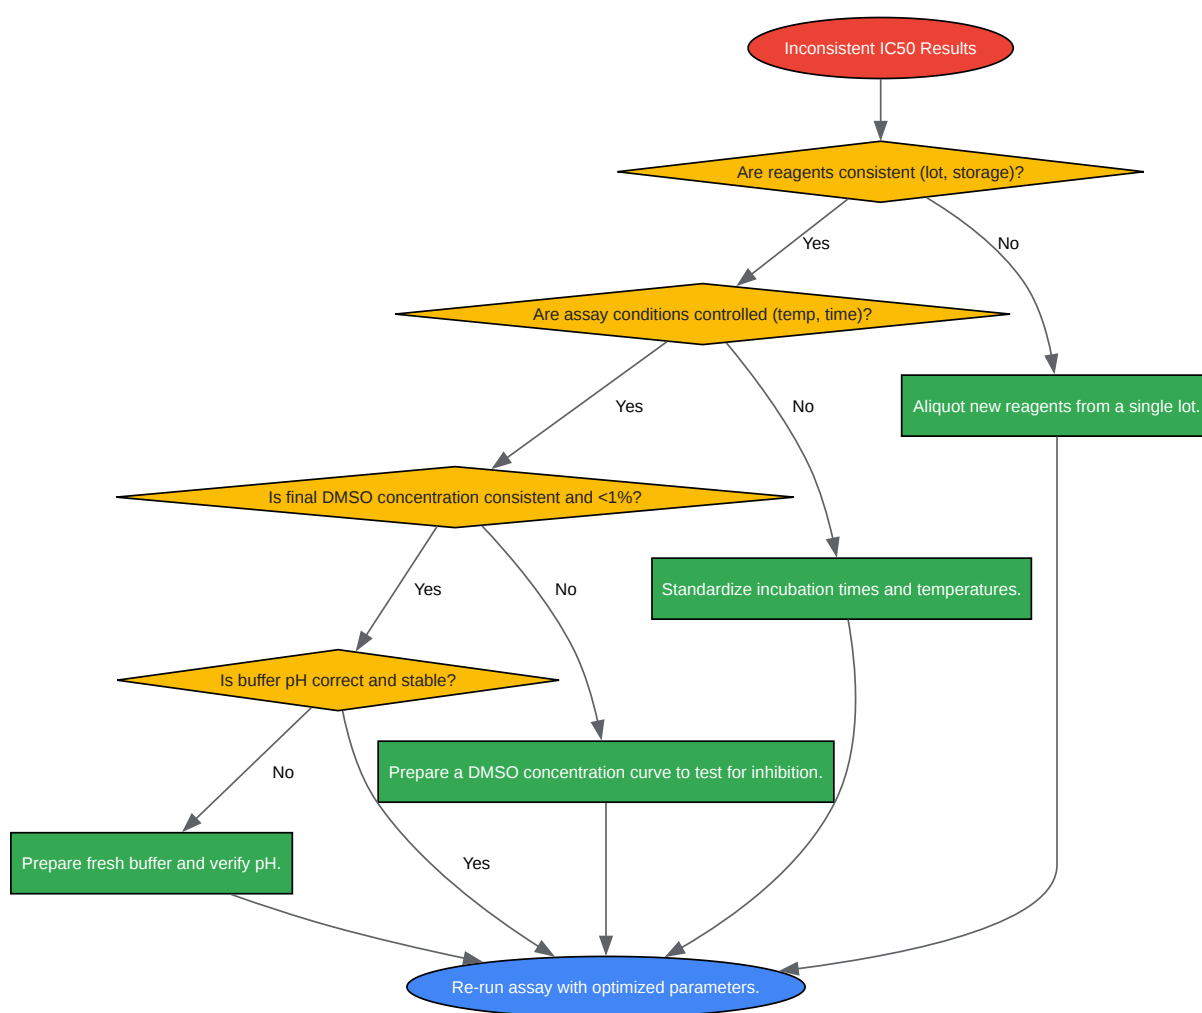 Inconsistent IC50 Results
Are reagents consistent (lot, storage)?
Yes
No
Are assay conditions controlled (temp, time)?
Yes
No
Aliquot new reagents from a single lot.
Is final DMSO concentration consistent and <1%?
Yes
No
Standardize incubation times and temperatures.
Is buffer pH correct and stable?
No
Prepare a DMSO concentration curve to test for inhibition.
Prepare fresh buffer and verify pH.
Yes
Re-run assay with optimized parameters.